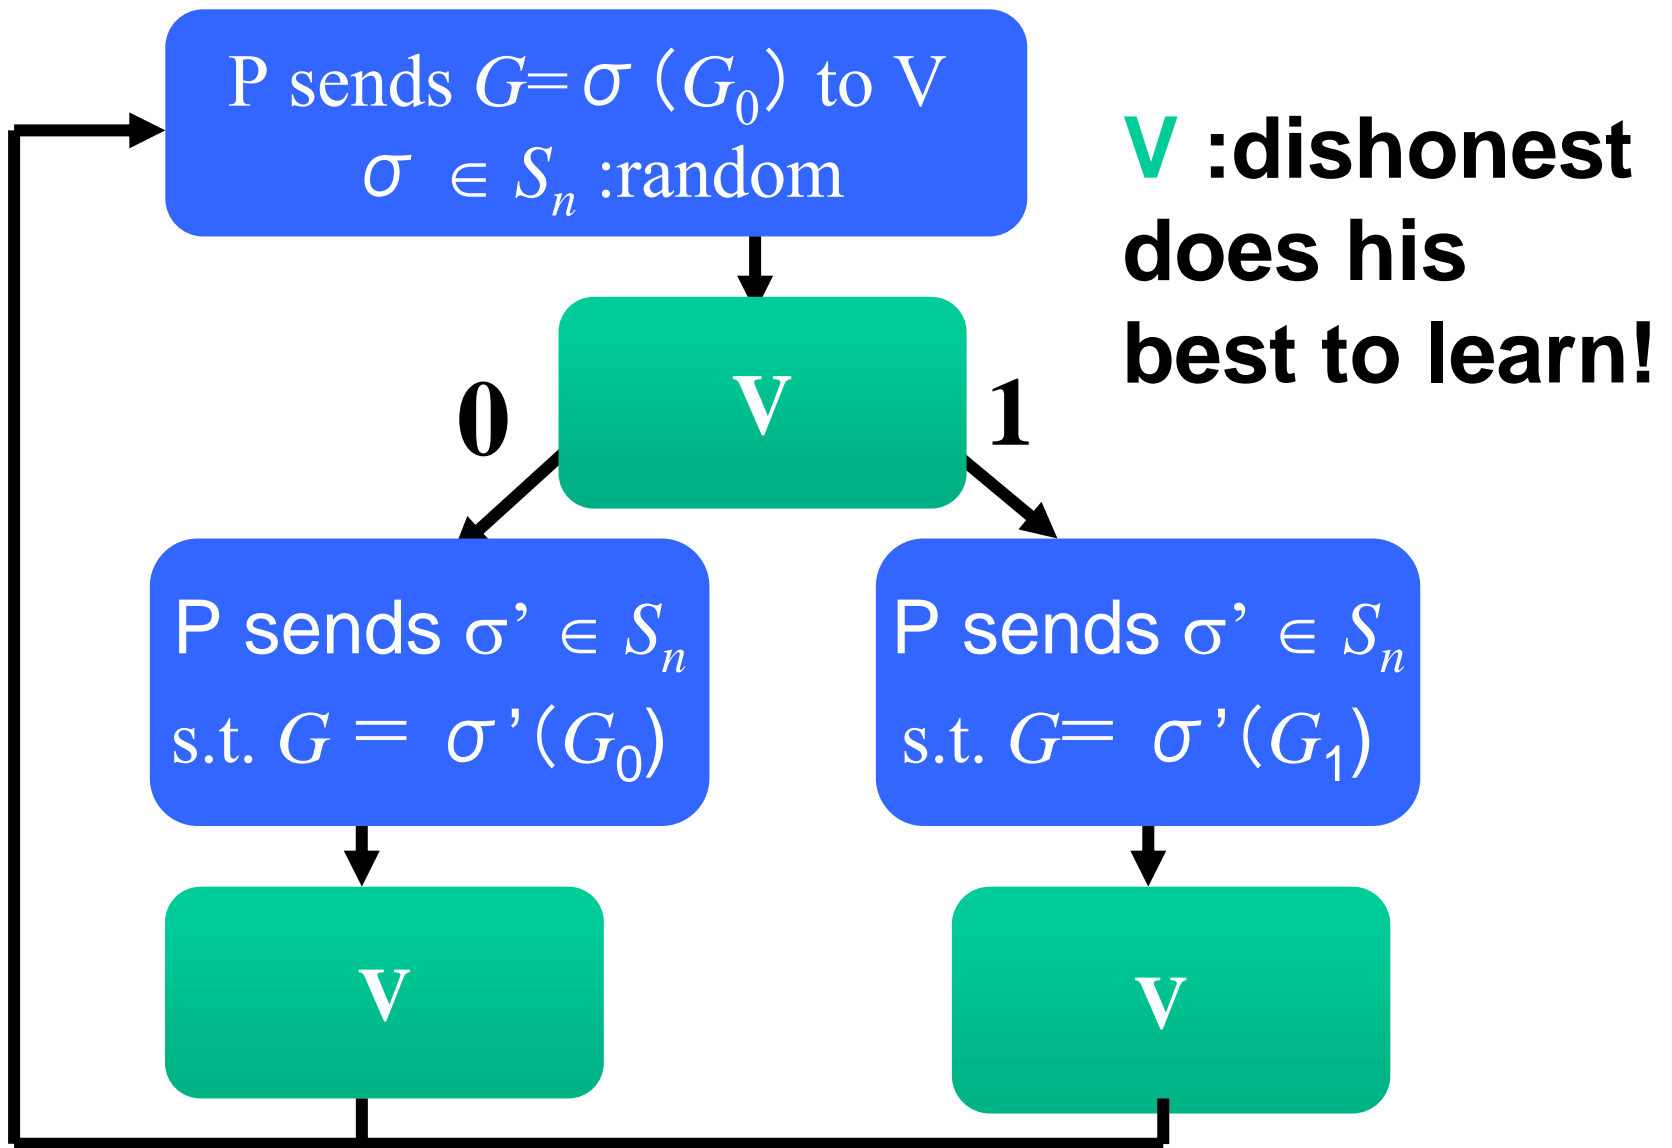 P sends G=σ(G₀) to V
σ ∈ Sₙ :random
V :dishonest
does his
best to learn!
V
0
1
P sends σ’ ∈ Sₙ
s.t. G = σ’(G₀)
P sends σ’ ∈ Sₙ
s.t. G= σ’(G₁)
V
V